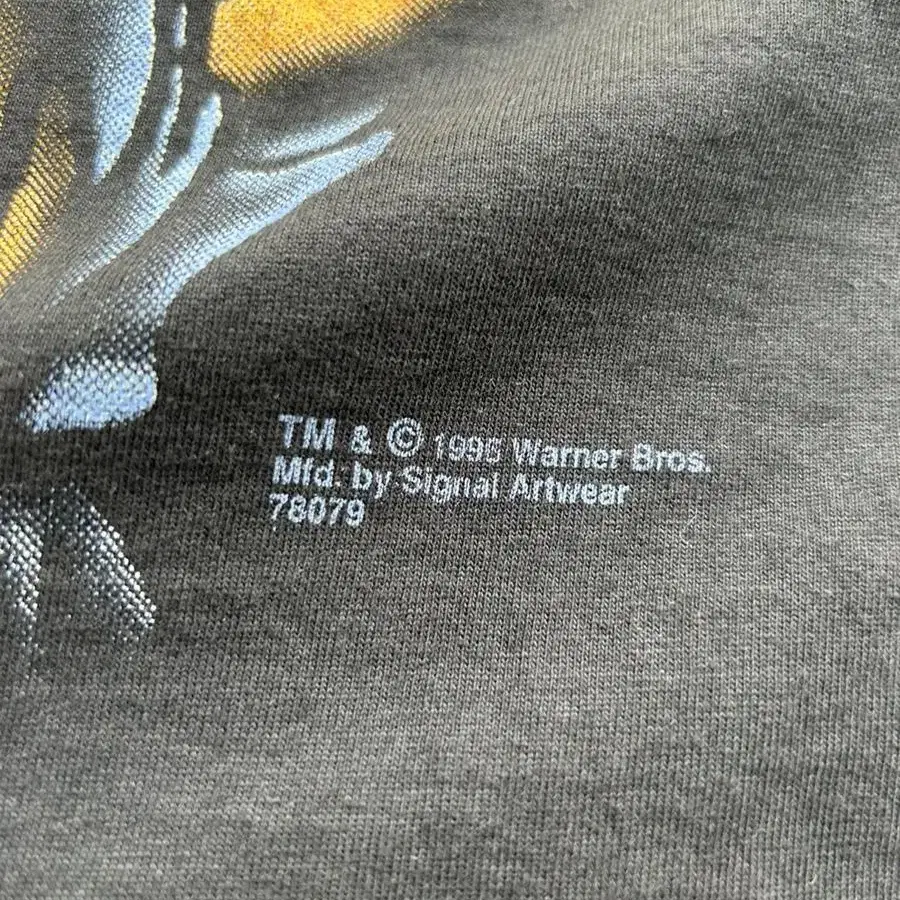 TM & © 1995 Warner Bros.
Mfd. by Signal Artwear
78079